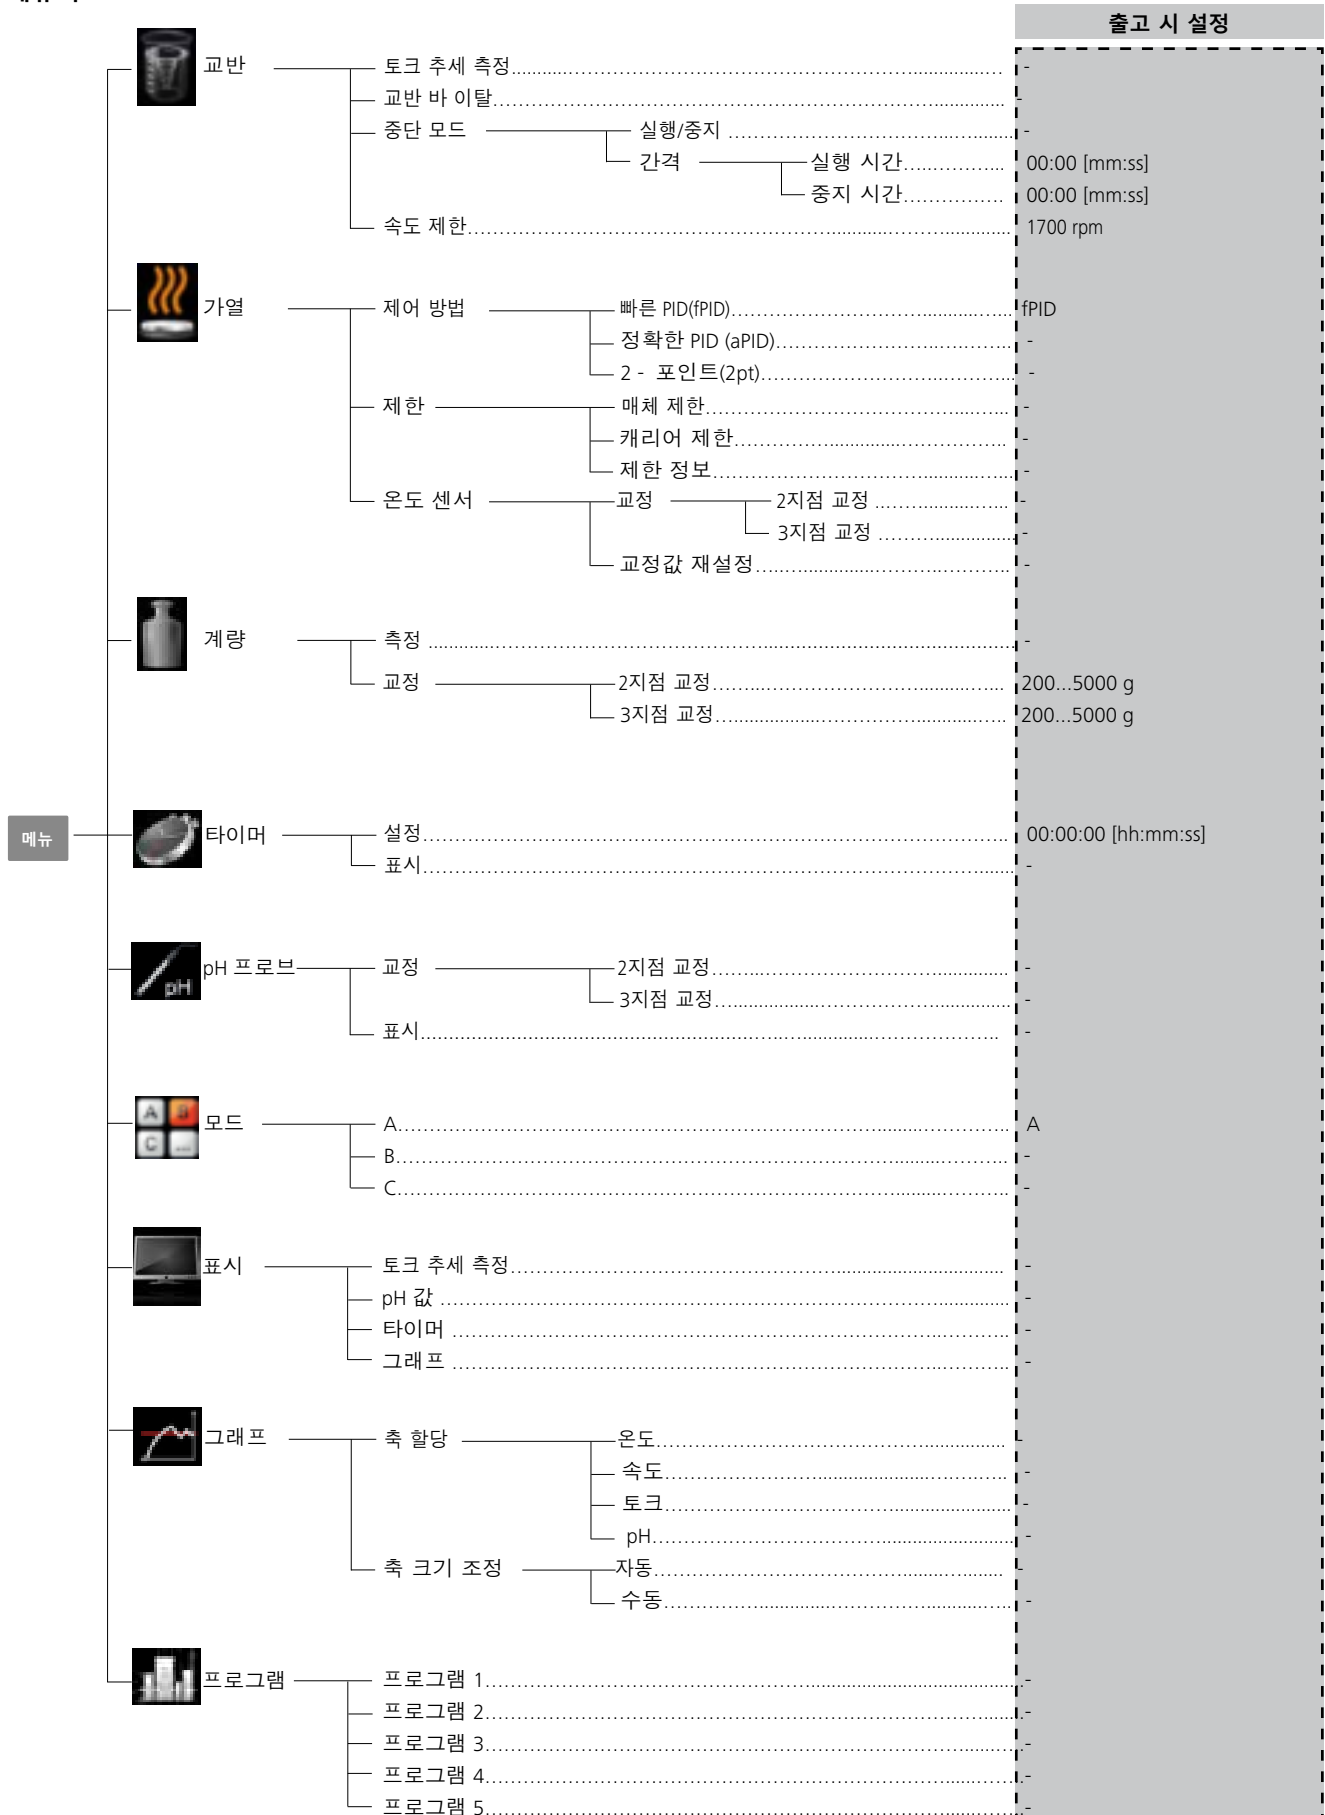 출고 시 설정
교반 토크 추세 측정 -
교반 바 이탈 -
중단 모드 실행/중지 -
간격 실행 시간 00:00 [mm:ss]
중지 시간 00:00 [mm:ss]
속도 제한 1700 rpm
가열 제어 방법 빠른 PID(fPID) fPID
정확한 PID (aPID) -
2 - 포인트(2pt) -
제한 매체 제한 -
캐리어 제한 -
제한 정보 -
온도 센서 교정 2지점 교정 -
3지점 교정 -
교정값 재설정 -
계량 측정 -
교정 2지점 교정 200...5000 g
3지점 교정 200...5000 g
메뉴 타이머 설정 00:00:00 [hh:mm:ss]
표시 -
pH pH 프로브 교정 2지점 교정 -
3지점 교정 -
표시 -
A B C ... 모드 A A
B -
C -
표시 토크 추세 측정 -
pH 값 -
타이머 -
그래프 -
그래프 축 할당 온도 -
속도 -
토크 -
pH -
축 크기 조정 자동 -
수동 -
프로그램 프로그램 1 -
프로그램 2 -
프로그램 3 -
프로그램 4 -
프로그램 5 -